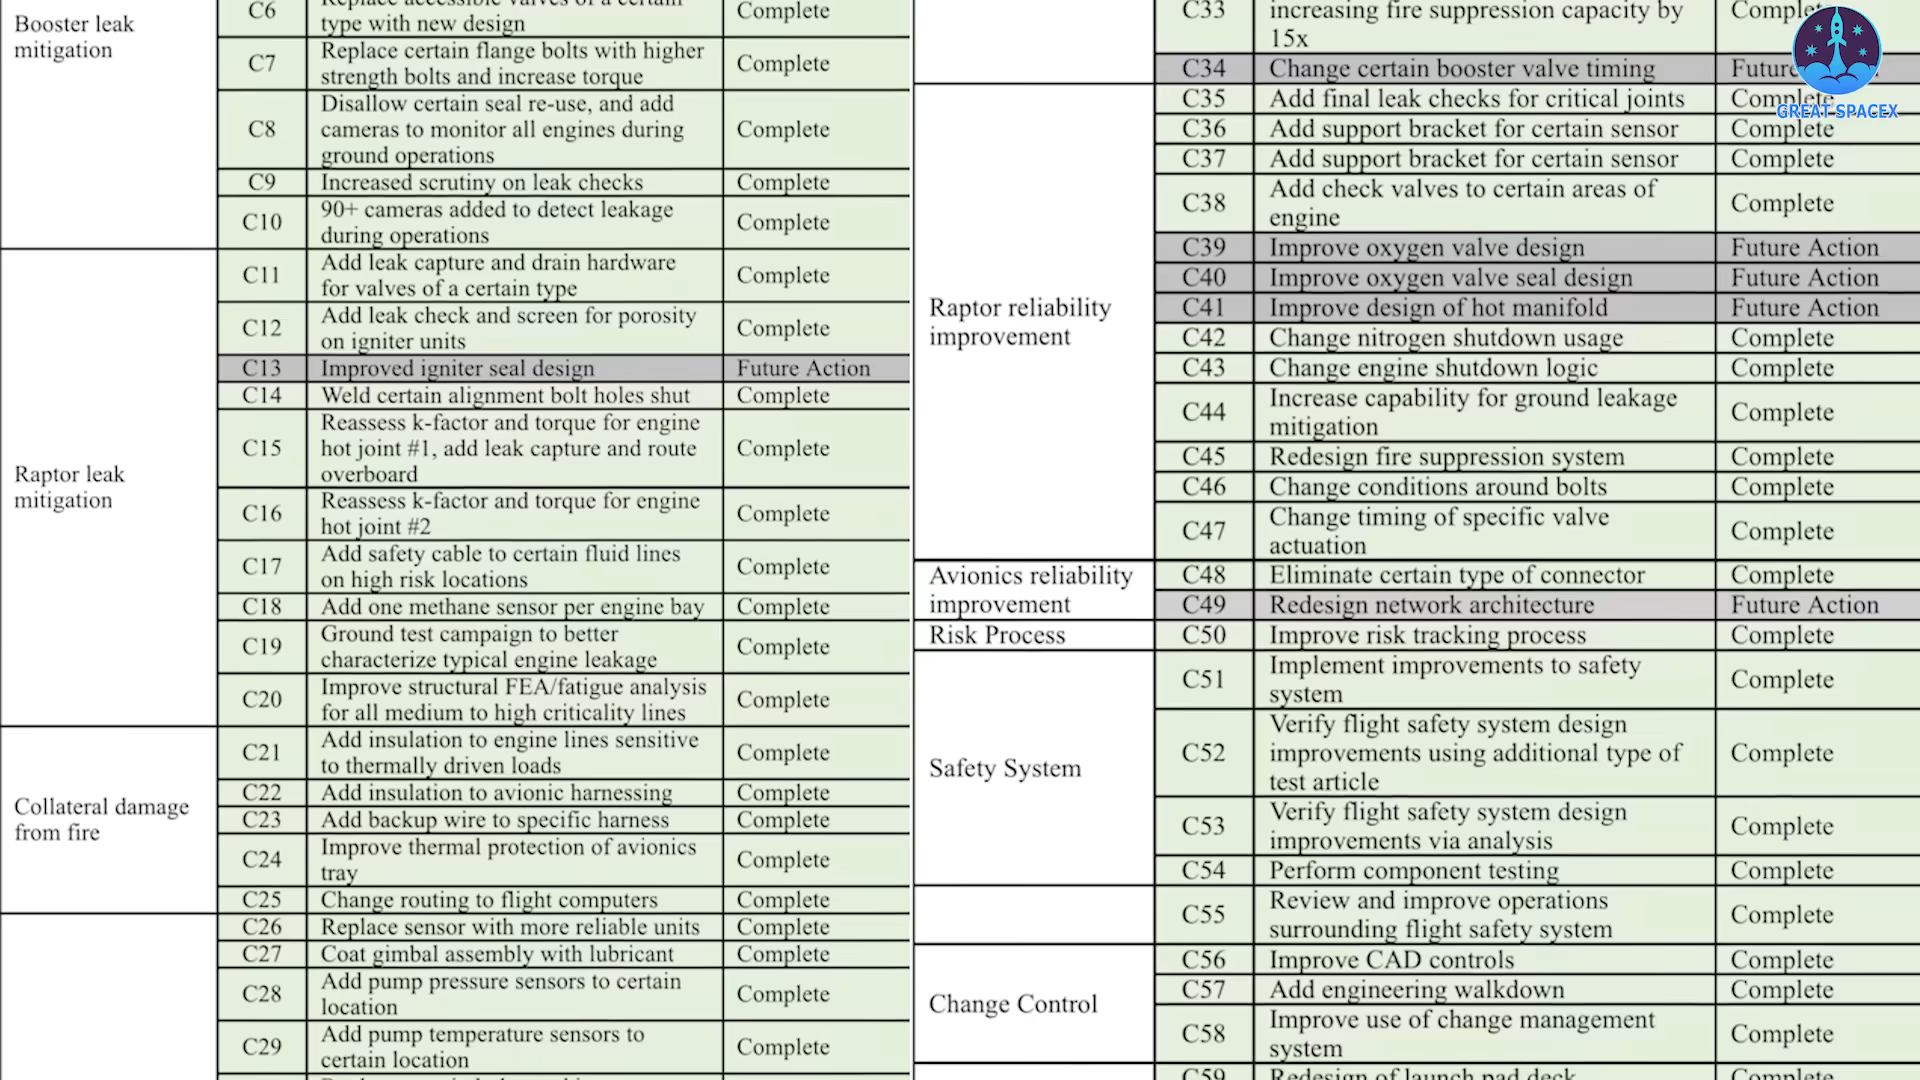 Booster leak
mitigation
C6
Replace accessible valves of a certain
type with new design
Complete
C7
Replace certain flange bolts with higher
strength bolts and increase torque
Complete
C8
Disallow certain seal re-use, and add
cameras to monitor all engines during
ground operations
Complete
C9
Increased scrutiny on leak checks
Complete
C10
90+ cameras added to detect leakage
during operations
Complete
Raptor leak
mitigation
C11
Add leak capture and drain hardware
for valves of a certain type
Complete
C12
Add leak check and screen for porosity
on igniter units
Complete
C13
Improved igniter seal design
Future Action
C14
Weld certain alignment bolt holes shut
Complete
C15
Reassess k-factor and torque for engine
hot joint #1, add leak capture and route
overboard
Complete
C16
Reassess k-factor and torque for engine
hot joint #2
Complete
C17
Add safety cable to certain fluid lines
on high risk locations
Complete
C18
Add one methane sensor per engine bay
Complete
C19
Ground test campaign to better
characterize typical engine leakage
Complete
C20
Improve structural FEA/fatigue analysis
for all medium to high criticality lines
Complete
Collateral damage
from fire
C21
Add insulation to engine lines sensitive
to thermally driven loads
Complete
C22
Add insulation to avionic harnessing
Complete
C23
Add backup wire to specific harness
Complete
C24
Improve thermal protection of avionics
tray
Complete
C25
Change routing to flight computers
Complete
C26
Replace sensor with more reliable units
Complete
C27
Coat gimbal assembly with lubricant
Complete
C28
Add pump pressure sensors to certain
location
Complete
C29
Add pump temperature sensors to
certain location
Complete
C33
increasing fire suppression capacity by
15x
Complete
C34
Change certain booster valve timing
Future
GREAT SPACEX
Raptor reliability
improvement
C35
Add final leak checks for critical joints
Complete
C36
Add support bracket for certain sensor
Complete
C37
Add support bracket for certain sensor
Complete
C38
Add check valves to certain areas of
engine
Complete
C39
Improve oxygen valve design
Future Action
C40
Improve oxygen valve seal design
Future Action
C41
Improve design of hot manifold
Future Action
C42
Change nitrogen shutdown usage
Complete
C43
Change engine shutdown logic
Complete
C44
Increase capability for ground leakage
mitigation
Complete
C45
Redesign fire suppression system
Complete
C46
Change conditions around bolts
Complete
C47
Change timing of specific valve
actuation
Complete
Avionics reliability
improvement
C48
Eliminate certain type of connector
Complete
C49
Redesign network architecture
Future Action
Risk Process
C50
Improve risk tracking process
Complete
Safety System
C51
Implement improvements to safety
system
Complete
C52
Verify flight safety system design
improvements using additional type of
test article
Complete
C53
Verify flight safety system design
improvements via analysis
Complete
C54
Perform component testing
Complete
C55
Review and improve operations
surrounding flight safety system
Complete
Change Control
C56
Improve CAD controls
Complete
C57
Add engineering walkdown
Complete
C58
Improve use of change management
system
Complete
C59
Redesign of launch pad deck
Complete